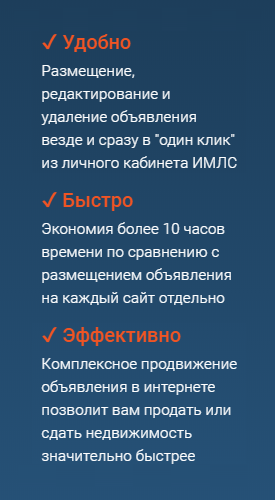 ✓ Удобно
Размещение,
редактирование и
удаление объявления
везде и сразу в "один клик"
из личного кабинета ИМЛС
✓ Быстро
Экономия более 10 часов
времени по сравнению с
размещением объявления
на каждый сайт отдельно
✓ Эффективно
Комплексное продвижение
объявления в интернете
позволит вам продать или
сдать недвижимость
значительно быстрее